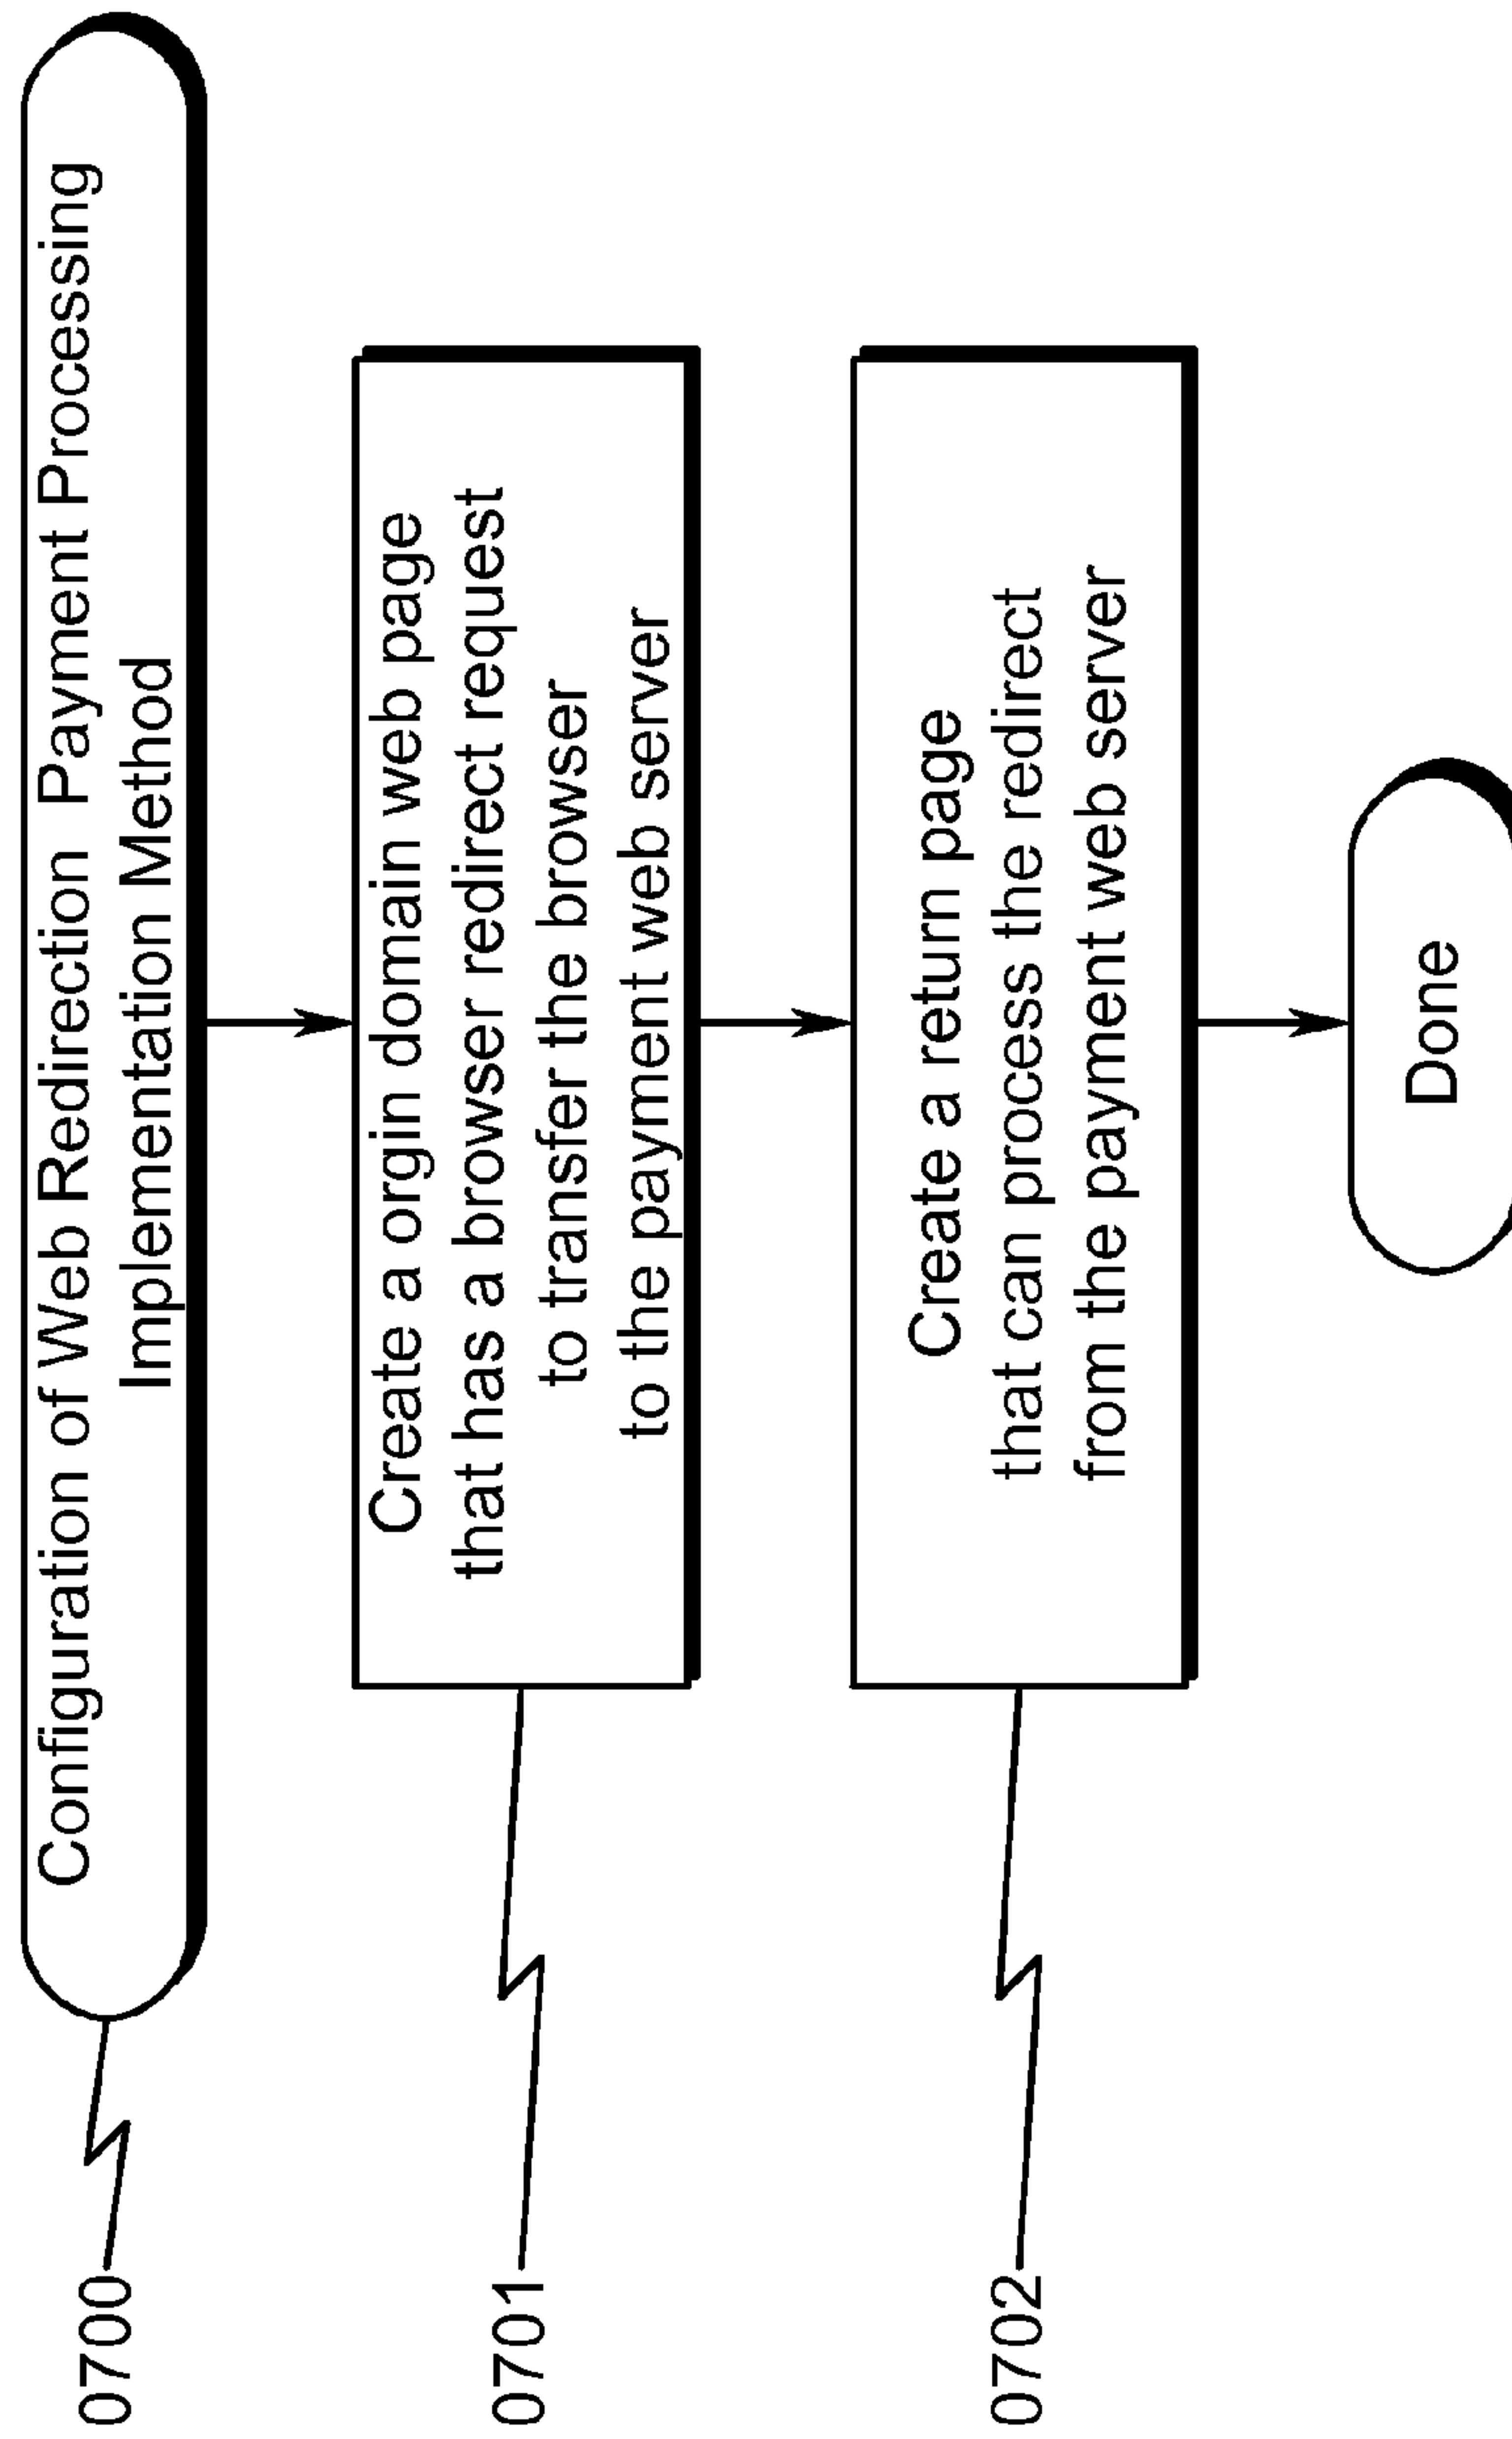 0700
Configuration of Web Redirection Payment Processing
Implementation Method
0701
Create a orgin domain web page
that has a browser redirect request
to transfer the browser
to the payment web server
0702
Create a return page
that can process the redirect
from the payment web server
Done